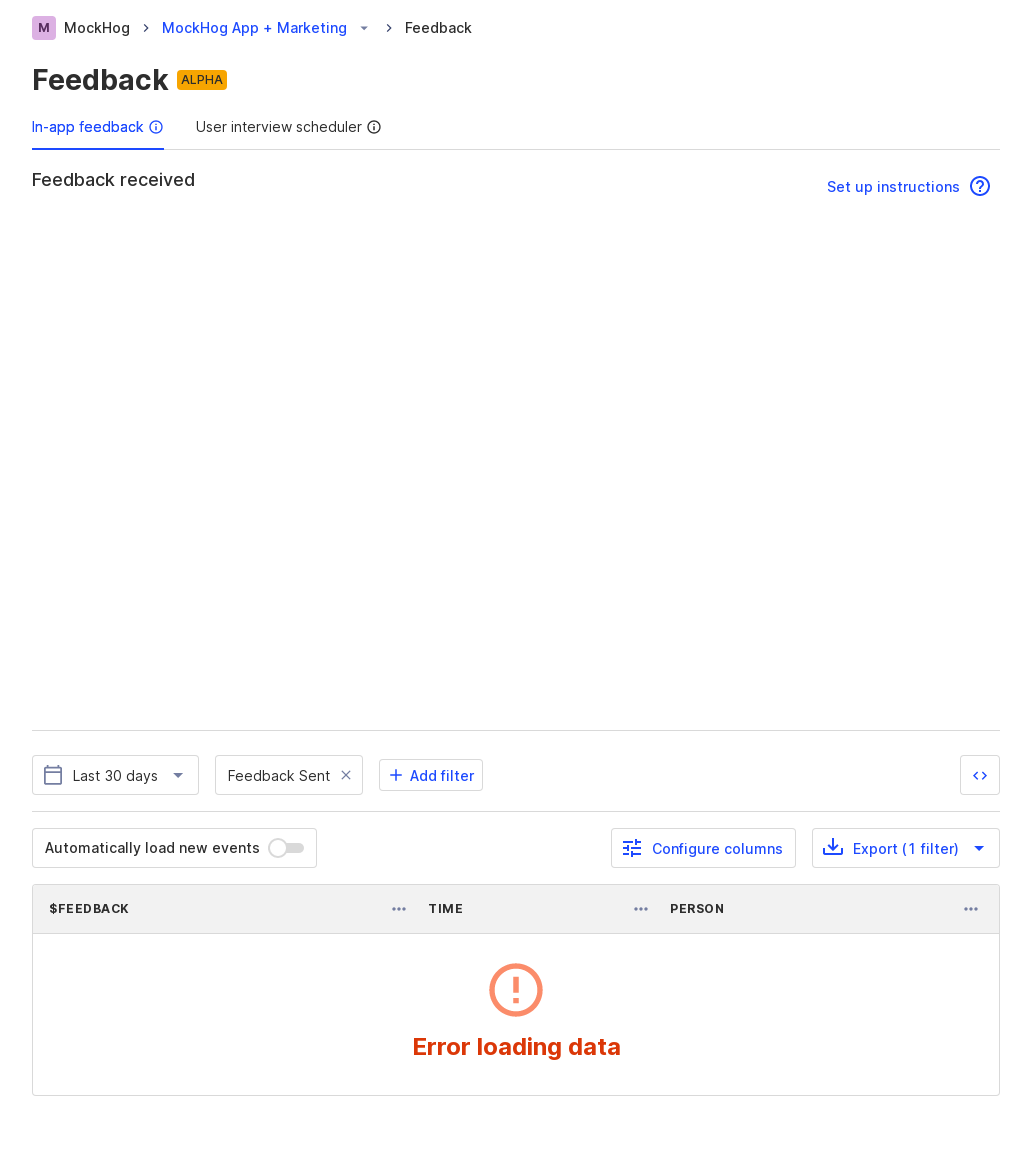 M MockHog MockHog App + Marketing Feedback
Feedback ALPHA
In-app feedback User interview scheduler
Feedback received
Set up instructions
Last 30 days Feedback Sent Add filter
Automatically load new events Configure columns Export (1 filter)
$FEEDBACK TIME PERSON
Error loading data